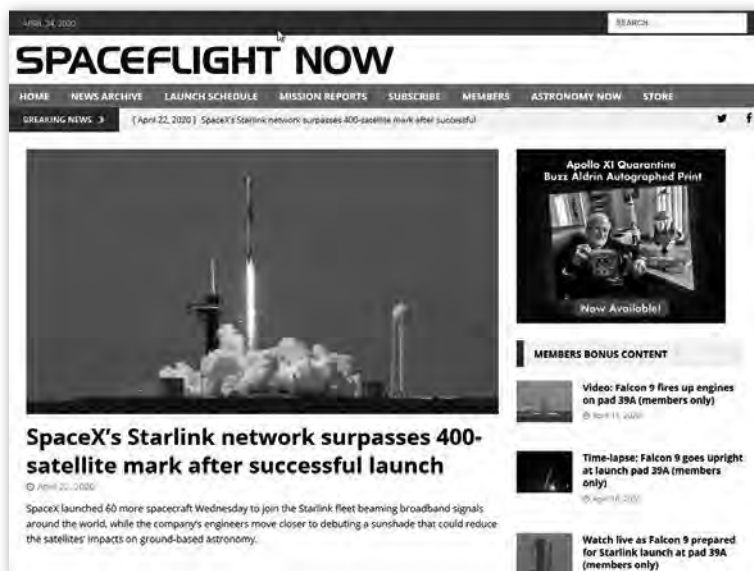 APRIL 24, 2020
SEARCH
SPACEFLIGHT NOW
HOME NEWS ARCHIVE LAUNCH SCHEDULE MISSION REPORTS SUBSCRIBE MEMBERS ASTRONOMY NOW STORE
BREAKING NEWS
[ April 22, 2020 ] SpaceX's Starlink network surpasses 400-satellite mark after successful
Apollo XI Quarantine
Buzz Aldrin Autographed Print
Now Available!
SpaceX's Starlink network surpasses 400-
satellite mark after successful launch
April 22, 2020
SpaceX launched 60 more spacecraft Wednesday to join the Starlink fleet beaming broadband signals
around the world, while the company's engineers move closer to debuting a sunshade that could reduce
the satellites' impacts on ground-based astronomy.
MEMBERS BONUS CONTENT
Video: Falcon 9 fires up engines
on pad 39A (members only)
Time-lapse: Falcon 9 goes upright
at launch pad 39A (members
only)
Watch live as Falcon 9 prepared
for Starlink launch at pad 39A
(members only)